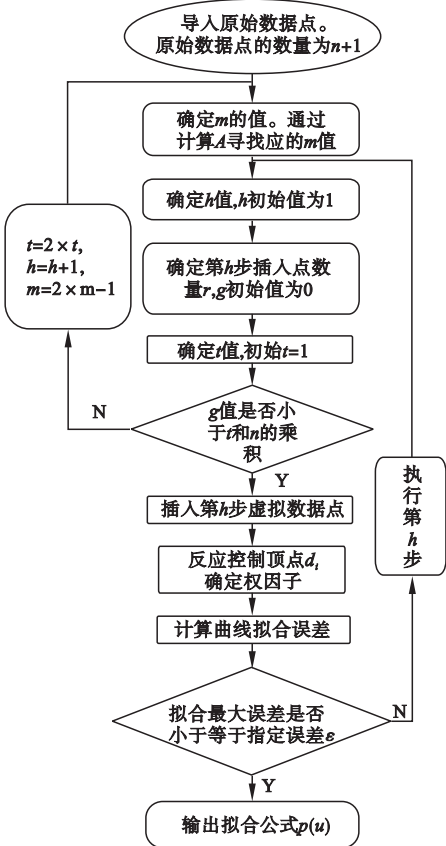 导入原始数据点。
原始数据点的数量为n+1
确定m的值。通过
计算A寻找应的m值
确定h值,h初始值为1
t=2×t,
h=h+1,
m=2×m-1
确定第h步插入点数
量r,g初始值为0
确定t值,初始t=1
N
g值是否小
于t和n的乘
积
Y
执
行
第
h
步
插入第h步虚拟数据点
反应控制顶点di
确定权因子
计算曲线拟合误差
拟合最大误差是否
小于等于指定误差ε
N
Y
输出拟合公式p(u)